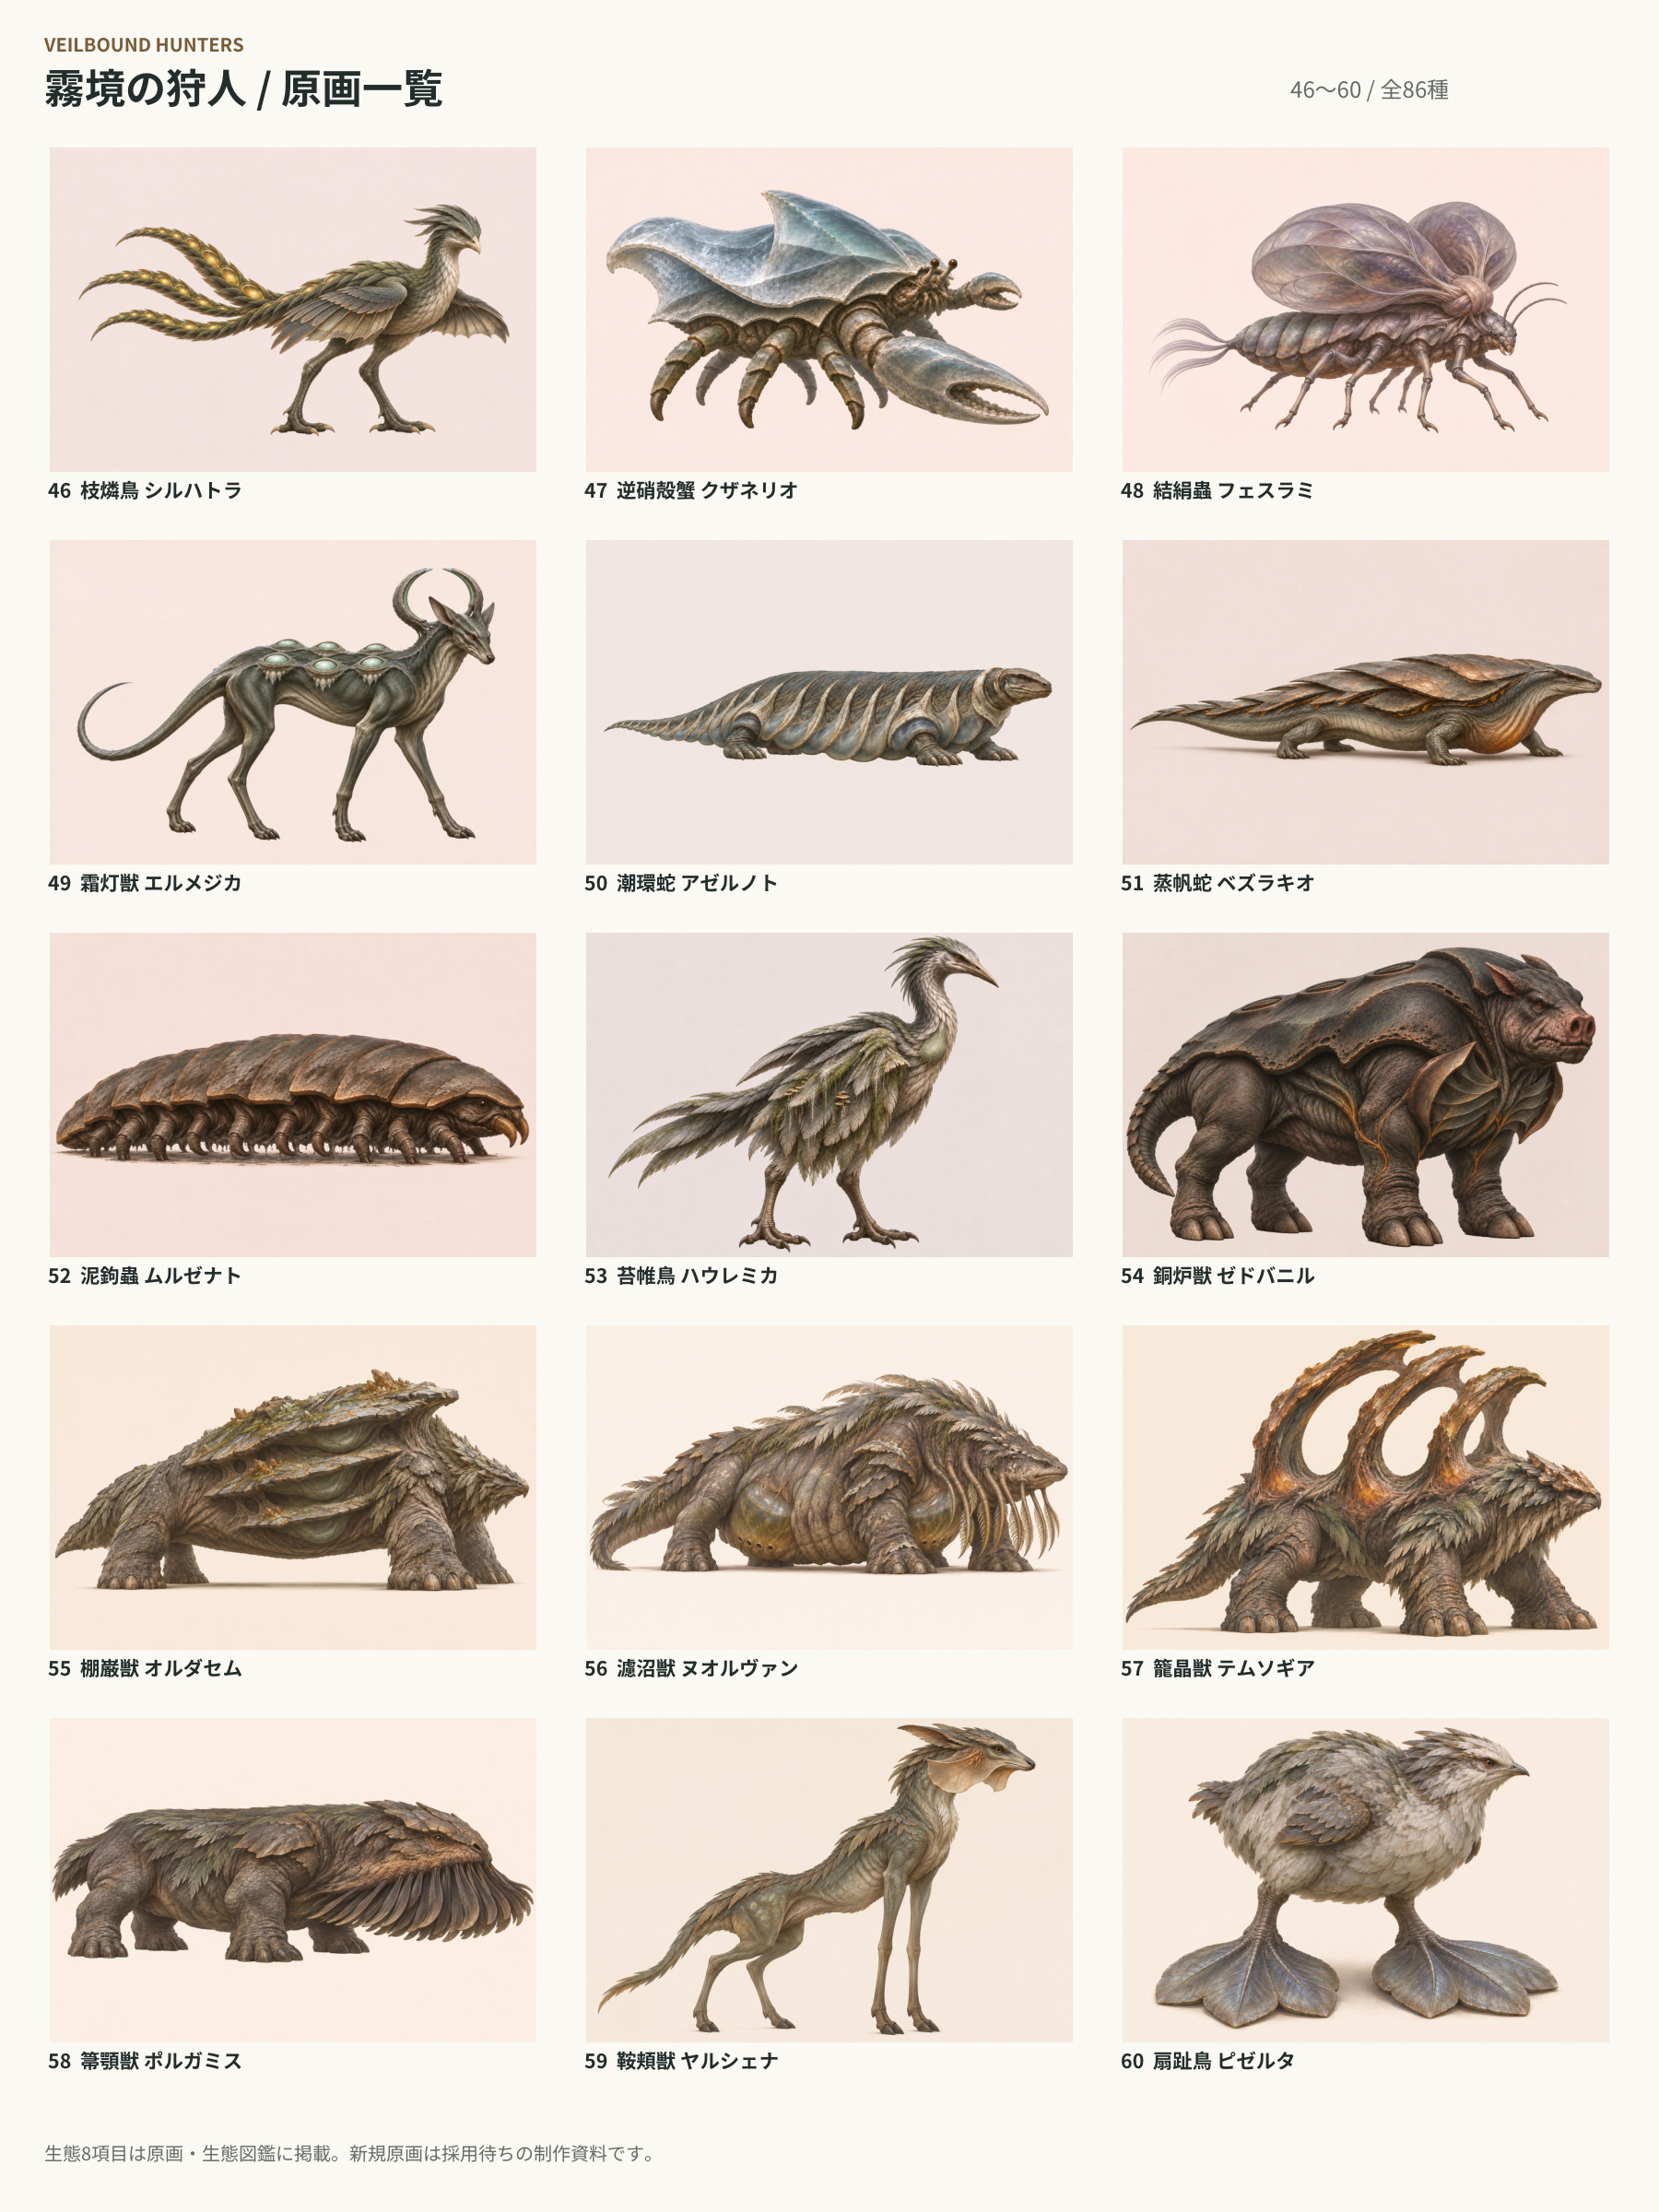 VEILBOUND HUNTERS
霧境の狩人 / 原画一覧
46〜60 / 全86種
46 枝燐鳥 シルハトラ
47 逆硝殻蟹 クザネリオ
48 結絹蟲 フェスラミ
49 霜灯獣 エルメジカ
50 潮環蛇 アゼルノト
51 蒸帆蛇 ベズラキオ
52 泥鉤蟲 ムルゼナト
53 苔帷鳥 ハウレミカ
54 銅炉獣 ゼドバニル
55 棚巌獣 オルダセム
56 濾沼獣 ヌオルヴァン
57 籠晶獣 テムソギア
58 箒顎獣 ポルガミス
59 鞍頬獣 ヤルシェナ
60 扇趾鳥 ピゼルタ
生態8項目は原画・生態図鑑に掲載。新規原画は採用待ちの制作資料です。